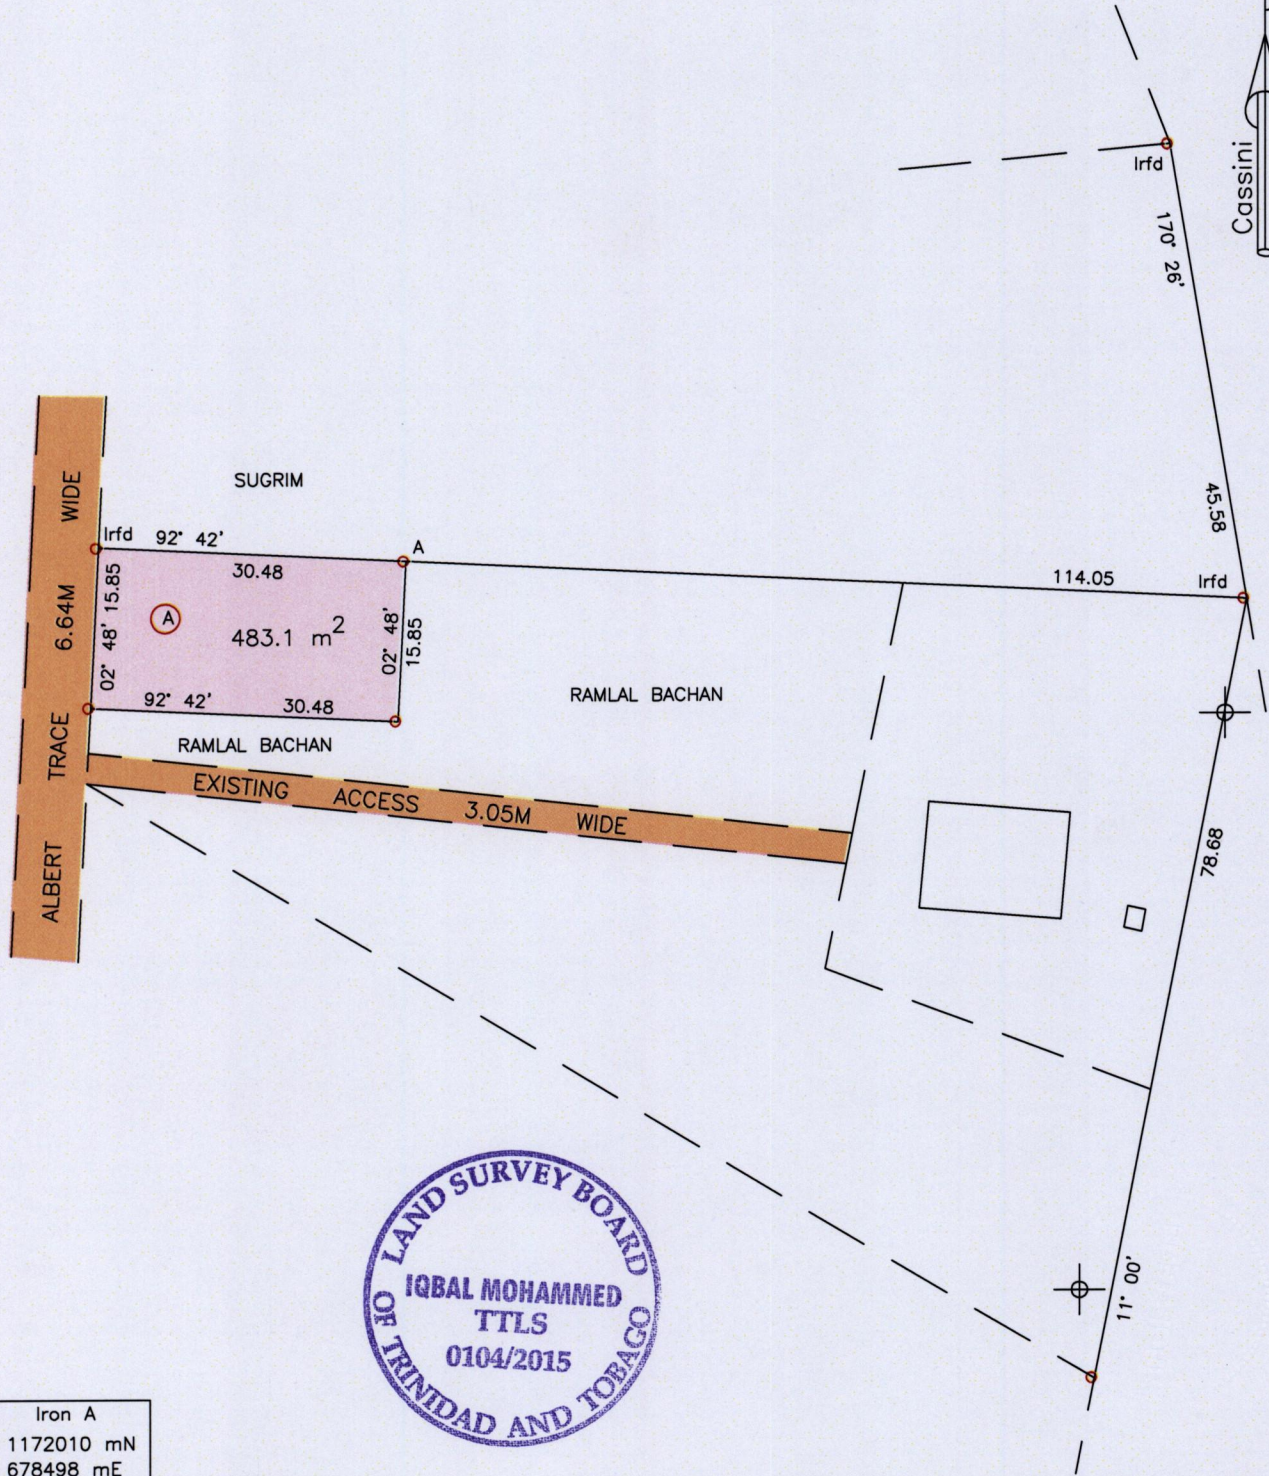 Cassini
Irfd
170° 26'
45.58
SUGRIM
Irfd 92° 42'
A
30.48
114.05
Irfd
ALBERT TRACE 6.64M WIDE
02° 48' 15.85
A
483.1 m²
02° 48'
15.85
92° 42' 30.48
RAMLAL BACHAN
RAMLAL BACHAN
EXISTING ACCESS 3.05M WIDE
78.68
11° 00'
LAND SURVEY BOARD
IQBAL MOHAMMED
TTLS
0104/2015
OF TRINIDAD AND TOBAGO
Iron A
1172010 mN
678498 mE